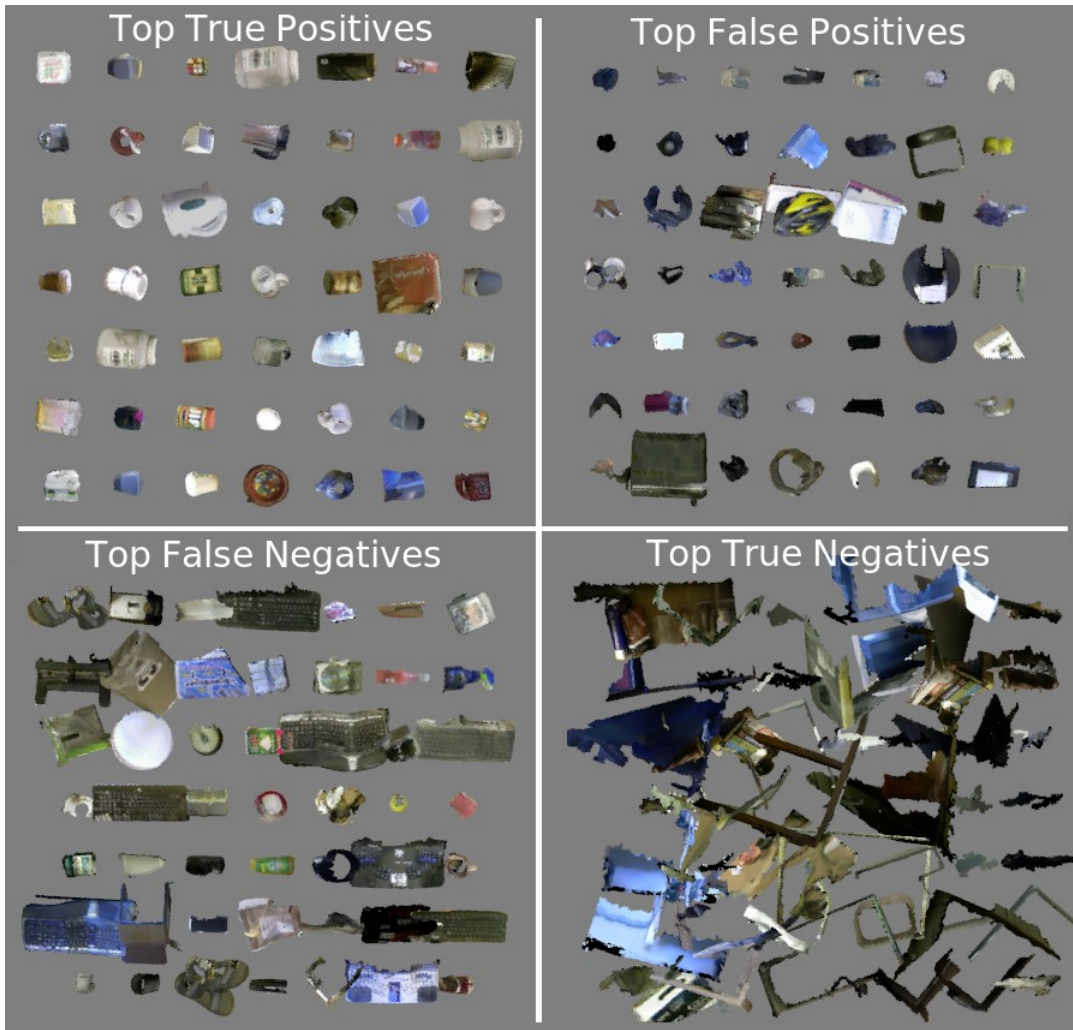 Top True Positives
Top False Positives
Top False Negatives
Top True Negatives